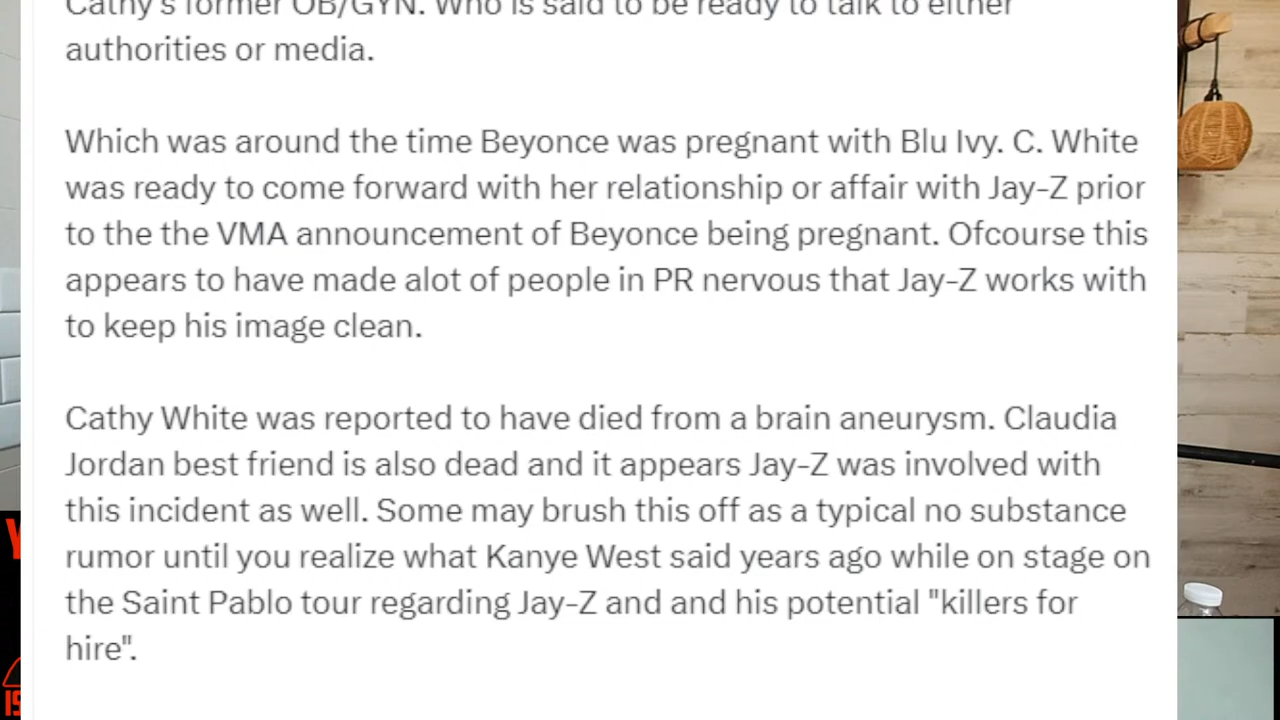 Cathy's former OB/GYN. Who is said to be ready to talk to either
authorities or media.
Which was around the time Beyonce was pregnant with Blu Ivy. C. White
was ready to come forward with her relationship or affair with Jay-Z prior
to the the VMA announcement of Beyonce being pregnant. Ofcourse this
appears to have made alot of people in PR nervous that Jay-Z works with
to keep his image clean.
Cathy White was reported to have died from a brain aneurysm. Claudia
Jordan best friend is also dead and it appears Jay-Z was involved with
this incident as well. Some may brush this off as a typical no substance
rumor until you realize what Kanye West said years ago while on stage on
the Saint Pablo tour regarding Jay-Z and and his potential "killers for
hire".